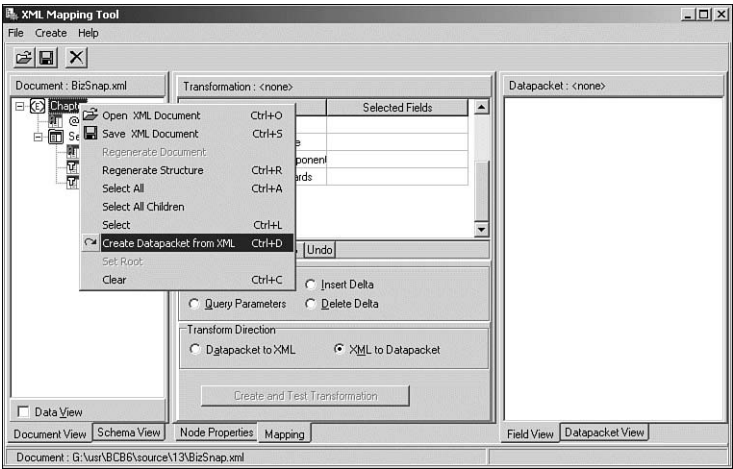 XML Mapping Tool
File Create Help
Document : BizSnap.xml
Transformation : <none>
Datapacket : <none>
Selected Fields
Open XML Document Ctrl+O
Save XML Document Ctrl+S
Regenerate Document
Regenerate Structure Ctrl+R
Select All Ctrl+A
Select All Children
Select Ctrl+L
Create Datapacket from XML Ctrl+D
Set Root
Clear Ctrl+C
Undo
Insert Delta
Query Parameters Delete Delta
Transform Direction
Datapacket to XML XML to Datapacket
Create and Test Transformation
Data View
Document View Schema View
Node Properties Mapping
Field View Datapacket View
Document : G:\usr\BCB6\source\13\BizSnap.xml